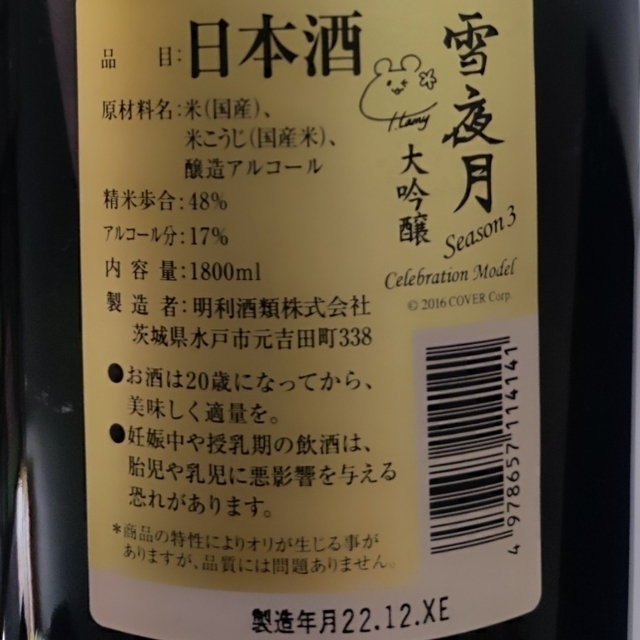 品 目:日本酒
原材料名:米(国産)、
米こうじ(国産米)、
醸造アルコール
精米歩合:48%
アルコール分:17%
内容量:1800ml
製造者:明利酒類株式会社
茨城県水戸市元吉田町338
●お酒は20歳になってから、
美味しく適量を。
●妊娠中や授乳期の飲酒は、
胎児や乳児に悪影響を与える
恐れがあります。
*商品の特性によりオリが生じる事が
ありますが、品質には問題ありません。
雪夜月
大吟醸
Season 3
Celebration Model
© 2016 COVER Corp.
4 978657 114141
製造年月22.12.XE